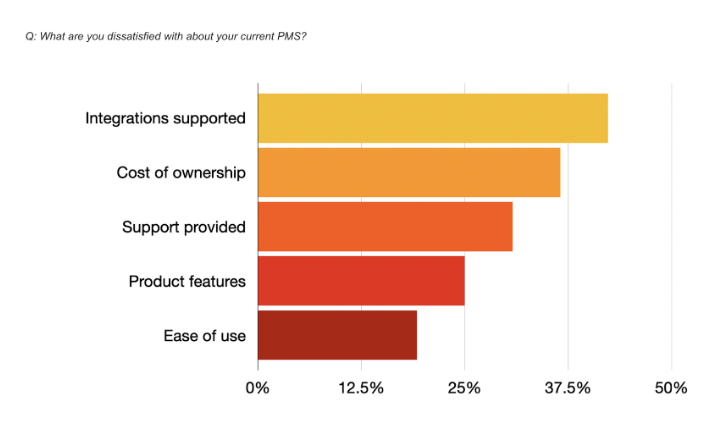 Q: What are you dissatisfied with about your current PMS?
Integrations supported
Cost of ownership
Support provided
Product features
Ease of use
0% 12.5% 25% 37.5% 50%